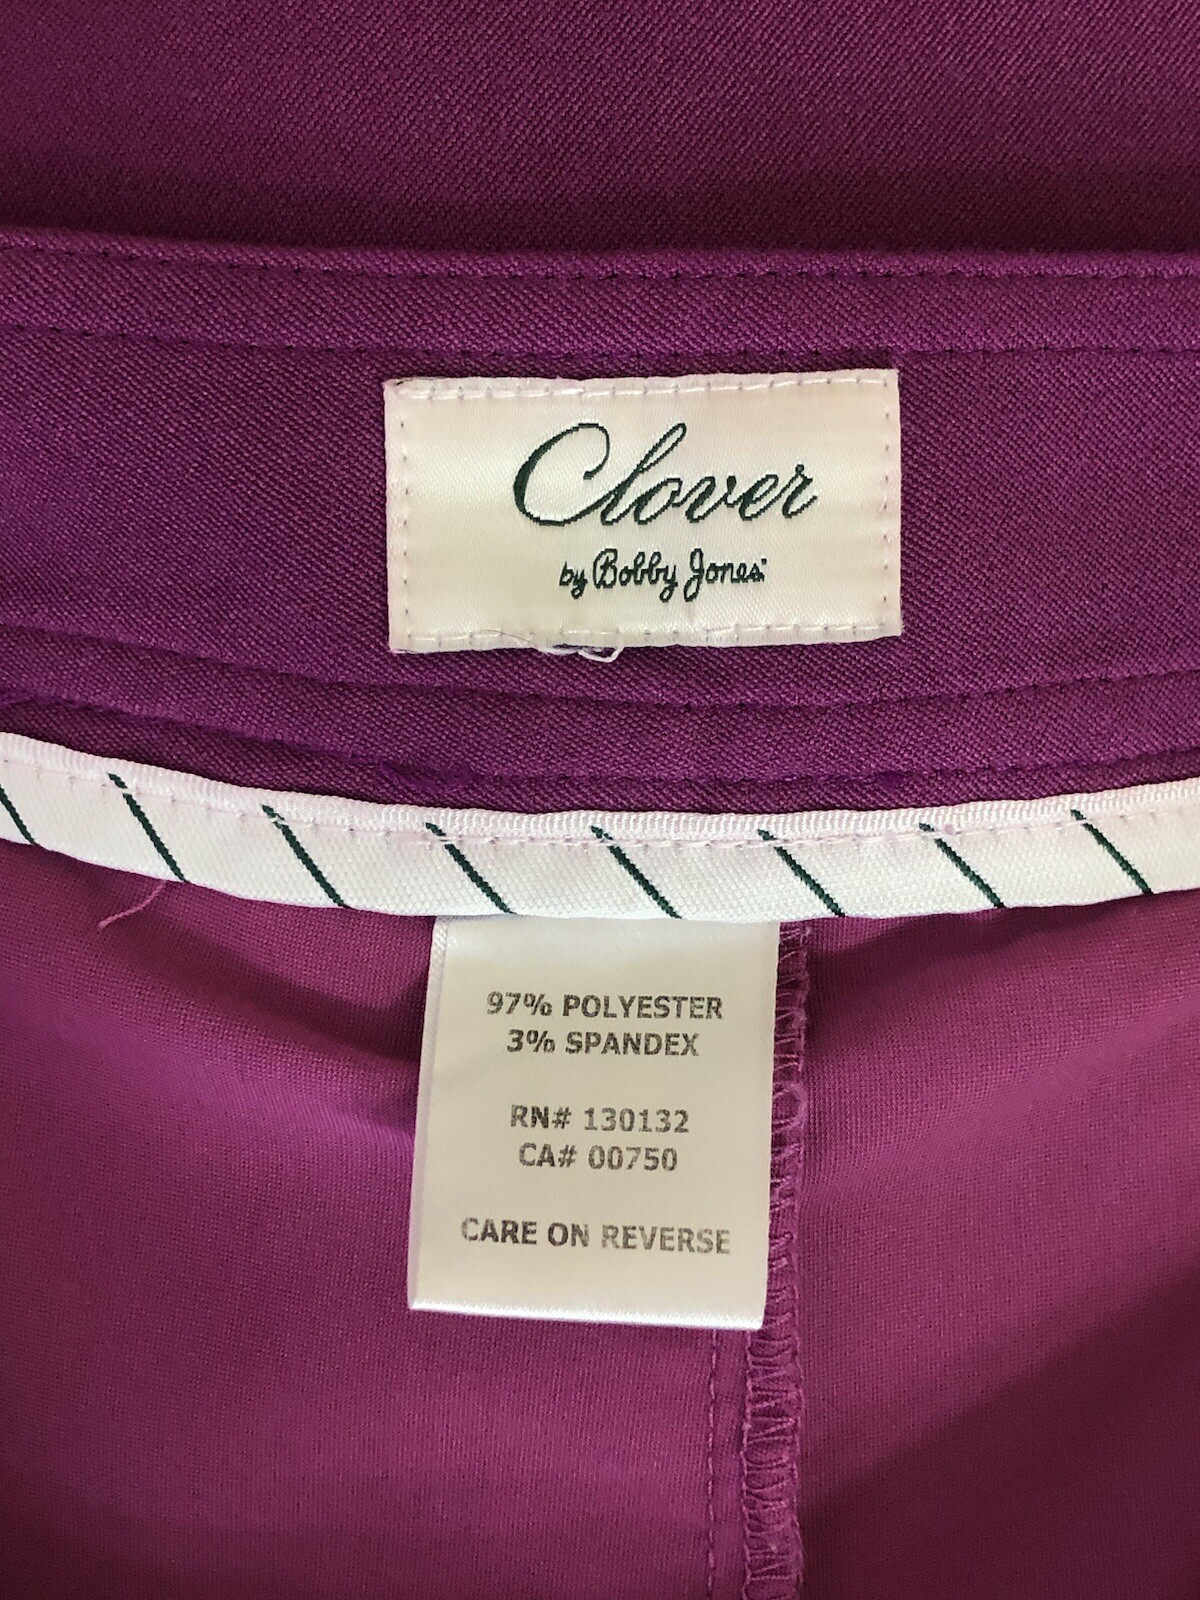 Clover
by Bobby Jones
97% POLYESTER
3% SPANDEX
RN# 130132
CA# 00750
CARE ON REVERSE